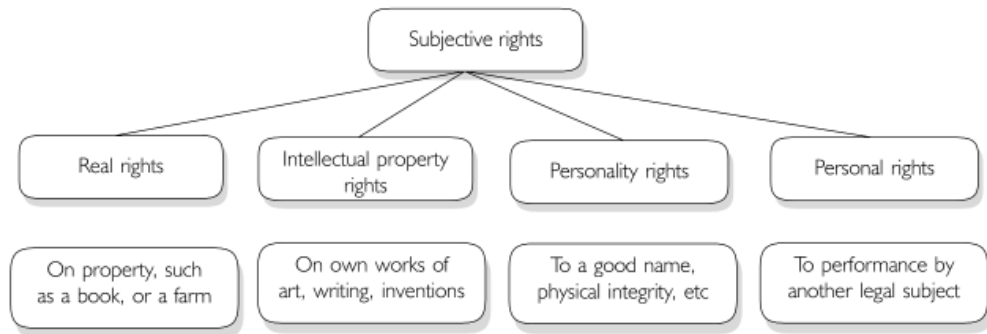 Subjective rights
Real rights
Intellectual property
rights
Personality rights
Personal rights
On property, such
as a book, or a farm
On own works of
art, writing, inventions
To a good name,
physical integrity, etc
To performance by
another legal subject